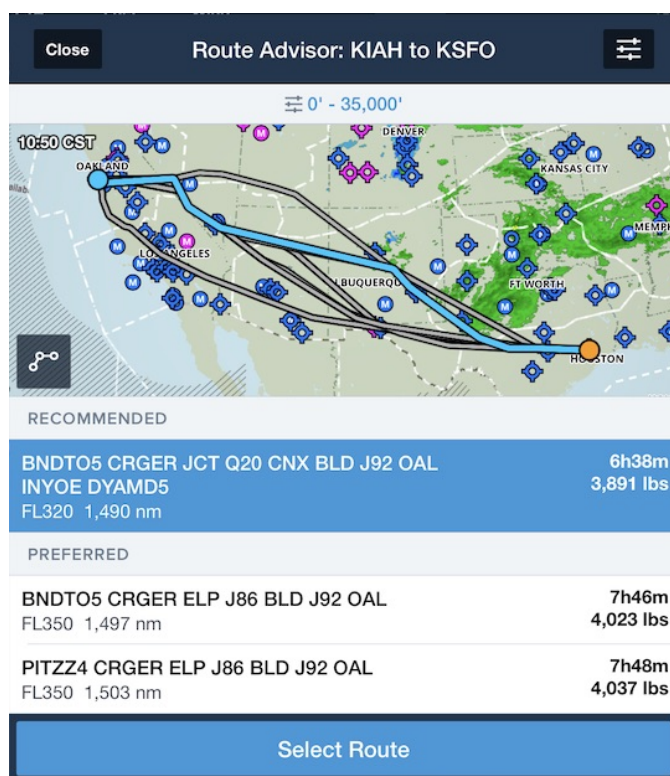 Close
Route Advisor: KIAH to KSFO
0' - 35,000'
10:50 CST
DENVER
OAKLAND
KANSAS CITY
MEMPH
LOS ANGELES
LBUQUERQU
FT WORTH
HOUSTON
RECOMMENDED
BNDTO5 CRGER JCT Q20 CNX BLD J92 OAL
INYOE DYAMD5
6h38m
3,891 lbs
FL320 1,490 nm
PREFERRED
BNDTO5 CRGER ELP J86 BLD J92 OAL
7h46m
FL350 1,497 nm
4,023 lbs
PITZZ4 CRGER ELP J86 BLD J92 OAL
7h48m
FL350 1,503 nm
4,037 lbs
Select Route